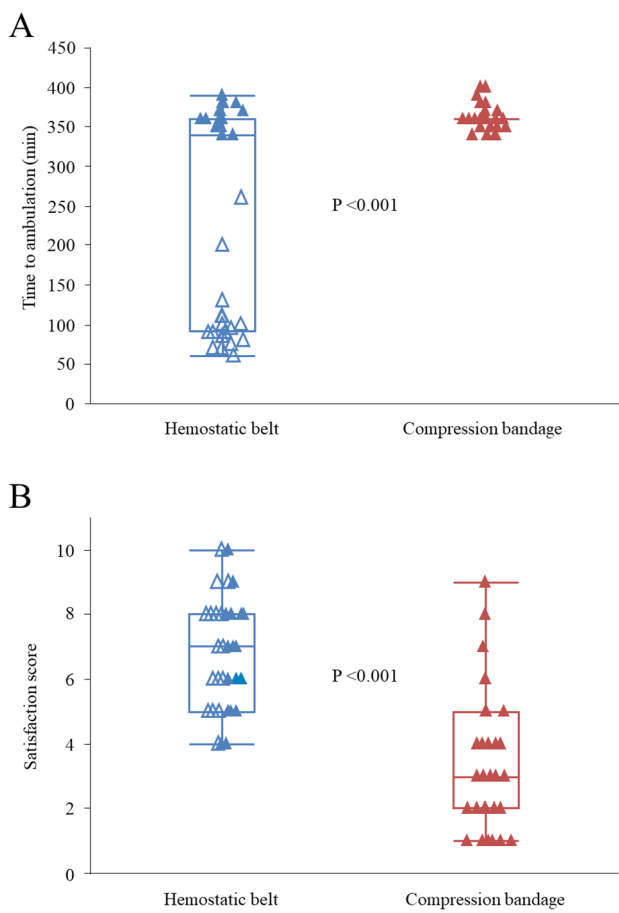 A
Time to ambulation (min)
450
400
350
300
250
200
150
100
50
0
P <0.001
Hemostatic belt
Compression bandage
B
Satisfaction score
10
8
6
4
2
0
P <0.001
Hemostatic belt
Compression bandage